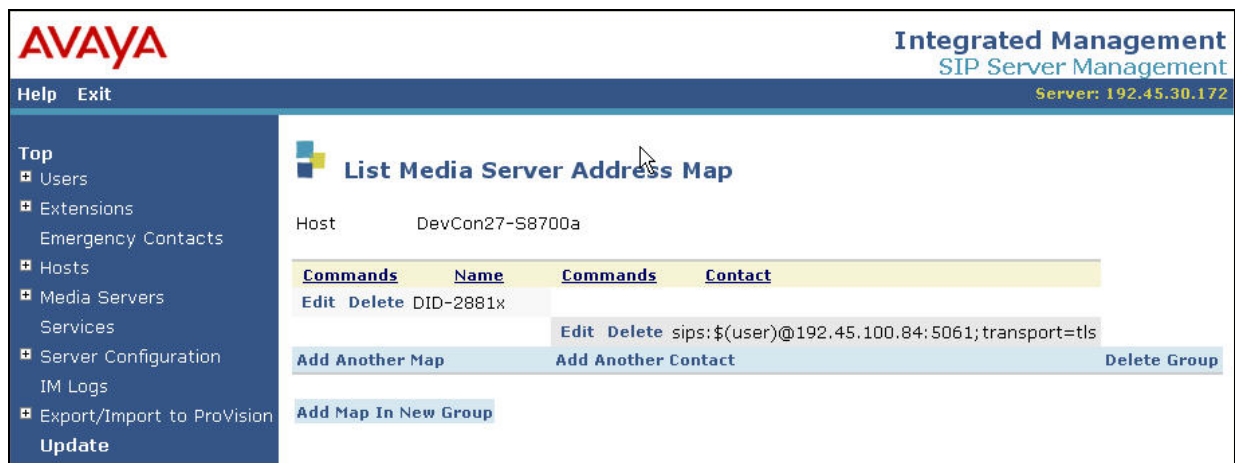 AVAYA
Integrated Management
SIP Server Management
Help Exit
Server: 192.45.30.172
Top
Users
Extensions
Emergency Contacts
Hosts
Media Servers
Services
Server Configuration
IM Logs
Export/Import to ProVision
Update
List Media Server Address Map
Host DevCon27-S8700a
Commands Name Commands Contact
Edit Delete DID-2881x
Edit Delete sips:$(user)@192.45.100.84:5061;transport=tls
Add Another Map Add Another Contact Delete Group
Add Map In New Group